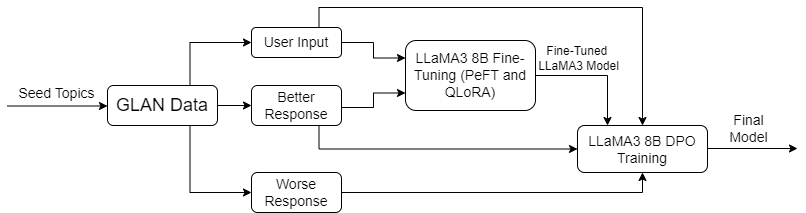 Seed Topics
GLAN Data
User Input
Better
Response
Worse
Response
LLaMA3 8B Fine-
Tuning (PeFT and
QLoRA)
Fine-Tuned
LLaMA3 Model
LLaMA3 8B DPO
Training
Final
Model